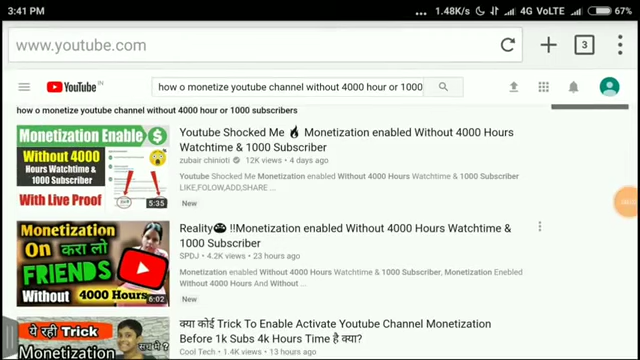 3:41 PM
... 1.48K/s 4G VoLTE 67%
www.youtube.com
3
YouTube IN
how o monetize youtube channel without 4000 hour or 1000
how o monetize youtube channel without 4000 hour or 1000 subscribers
Monetization Enable $
Without 4000
Hours Watchtime
& 1000 Subscriber
With Live Proof
5:35
Youtube Shocked Me 🔥 Monetization enabled Without 4000 Hours
Watchtime & 1000 Subscriber
zubair chinioti 12K views • 4 days ago
Youtube Shocked Me Monetization enabled Without 4000 Hours Watchtime & 1000 Subscriber
LIKE,FOLOW,ADD,SHARE ...
New
Monetization
On करा लो
FRIENDS
Without 4000 Hours
6:02
Reality !!Monetization enabled Without 4000 Hours Watchtime &
1000 Subscriber
SPDJ • 4.2K views • 23 hours ago
Monetization enabled Without 4000 Hours Watchtime & 1000 Subscriber, Monetization Enebled
Without 4000 Hours And Without ...
New
ये रही Trick
सच मे ?
Monetization
क्या कोई Trick To Enable Activate Youtube Channel Monetization
Before 1k Subs 4k Hours Time है क्या?
Cool Tech • 1.4K views • 13 hours ago